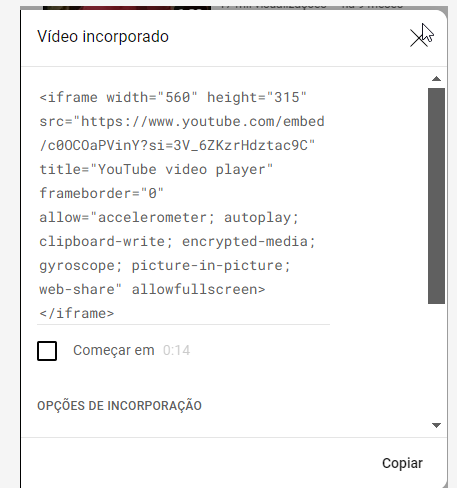 Vídeo incorporado
<iframe width="560" height="315"
src="https://www.youtube.com/embed
/c0OCOaPVinY?si=3V_6ZKzrHdztac9C"
title="YouTube video player"
frameborder="0"
allow="accelerometer; autoplay;
clipboard-write; encrypted-media;
gyroscope; picture-in-picture;
web-share" allowfullscreen>
</iframe>
Começar em 0:14
OPÇÕES DE INCORPORAÇÃO
Copiar